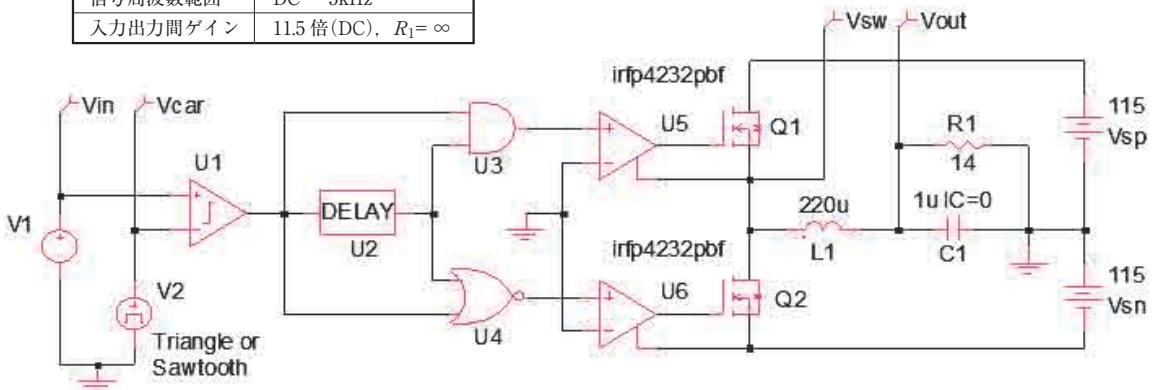 信号周波数範囲 DC 5kHz
入力出力間ゲイン 11.5倍(DC), R1=∞
Vsw Vout
irfp4232pbf
Vin Vcar
115
Vsp
U5
Q1
R1
14
U1
U3
220u
1u IC=0
V1
DELAY
U2
L1
C1
irfp4232pbf
V2
U6
Q2
115
Vsn
U4
Triangle or
Sawtooth